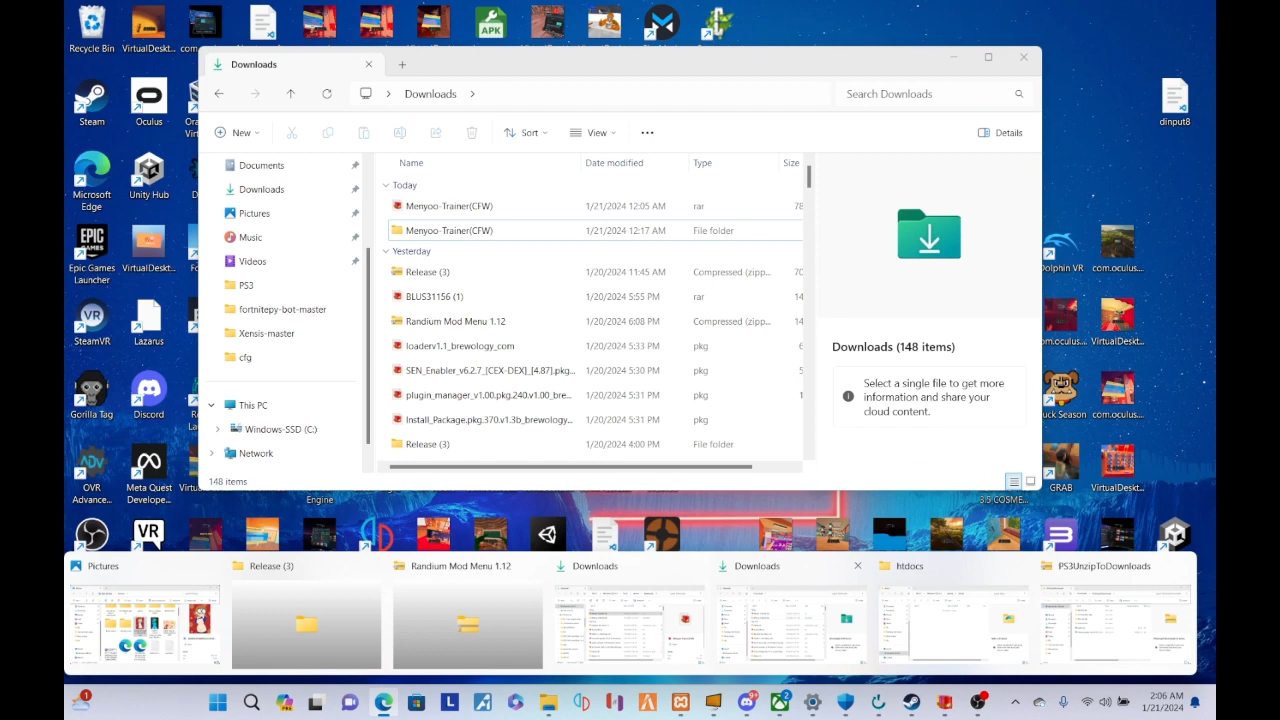 Recycle Bin
VirtualDeskt...
APK
Downloads
Downloads
Search Downloads
New
Sort
View
Details
dinput8
Steam
Oculus
Microsoft
Edge
Unity Hub
Epic Games
Launcher
VirtualDeskt...
SteamVR
Lazarus
Gorilla Tag
Discord
OVR
Advance...
Meta Quest
Develope...
Documents
Downloads
Pictures
Music
Videos
PS3
fortnitepy-bot-master
Xensis-master
cfg
This PC
Windows-SSD (C:)
Network
148 items
Name Date modified Type Size
Today
Menyoo-Trainer(CFW) 1/21/2024 12:05 AM rar 78
Menyoo-Trainer(CFW) 1/21/2024 12:17 AM File folder
Yesterday
Release (3) 1/20/2024 11:45 AM Compressed (zipp... 70
BLUS31156 (1) 1/20/2024 5:55 PM rar 14
Randium Mod Menu 1.12 1/20/2024 6:08 PM Compressed (zipp... 13
loaderv1.1_brewology_com 1/20/2024 5:33 PM pkg
SEN_Enabler_v6.2.7_[CEX-DEX]_[4.87].pkg... 1/20/2024 5:30 PM pkg
plugin_manager_v1.00.pkg.240.v1.00_bre... 1/20/2024 5:31 PM pkg
Install_Package.pkg.370.v1.3b_brewology... 1/20/2024 5:31 PM pkg
Release (3) 1/20/2024 4:00 PM File folder
Downloads (148 items)
Select a single file to get more
information and share your
cloud content.
Dolphin VR
com.oculus...
com.oculus...
VirtualDeskt...
Duck Season
com.oculus...
GRAB
VirtualDeskt...
Engine
3.5 COSME...
VR
Pictures
Release (3)
Randium Mod Menu 1.12
Downloads
Downloads
htdocs
PS3UnzipToDownloads
2:06 AM
1/21/2024